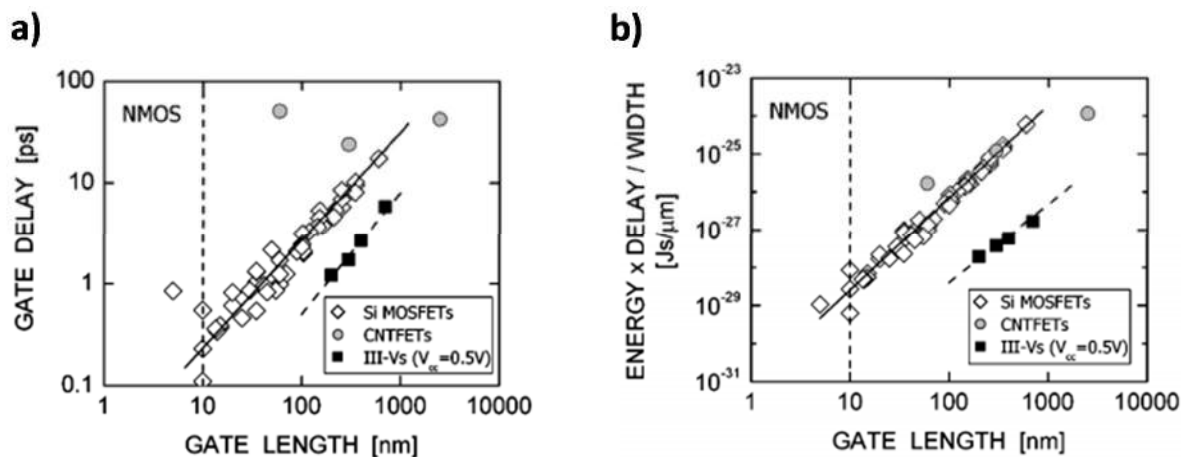 a)
GATE DELAY [ps]
100
10
1
0.1
NMOS
Si MOSFETs
CNTFETs
III-Vs (Vcc=0.5V)
1 10 100 1000 10000
GATE LENGTH [nm]
b)
ENERGY x DELAY / WIDTH
[Js/μm]
10-23
10-25
10-27
10-29
10-31
NMOS
Si MOSFETs
CNTFETs
III-Vs (Vcc=0.5V)
1 10 100 1000 10000
GATE LENGTH [nm]